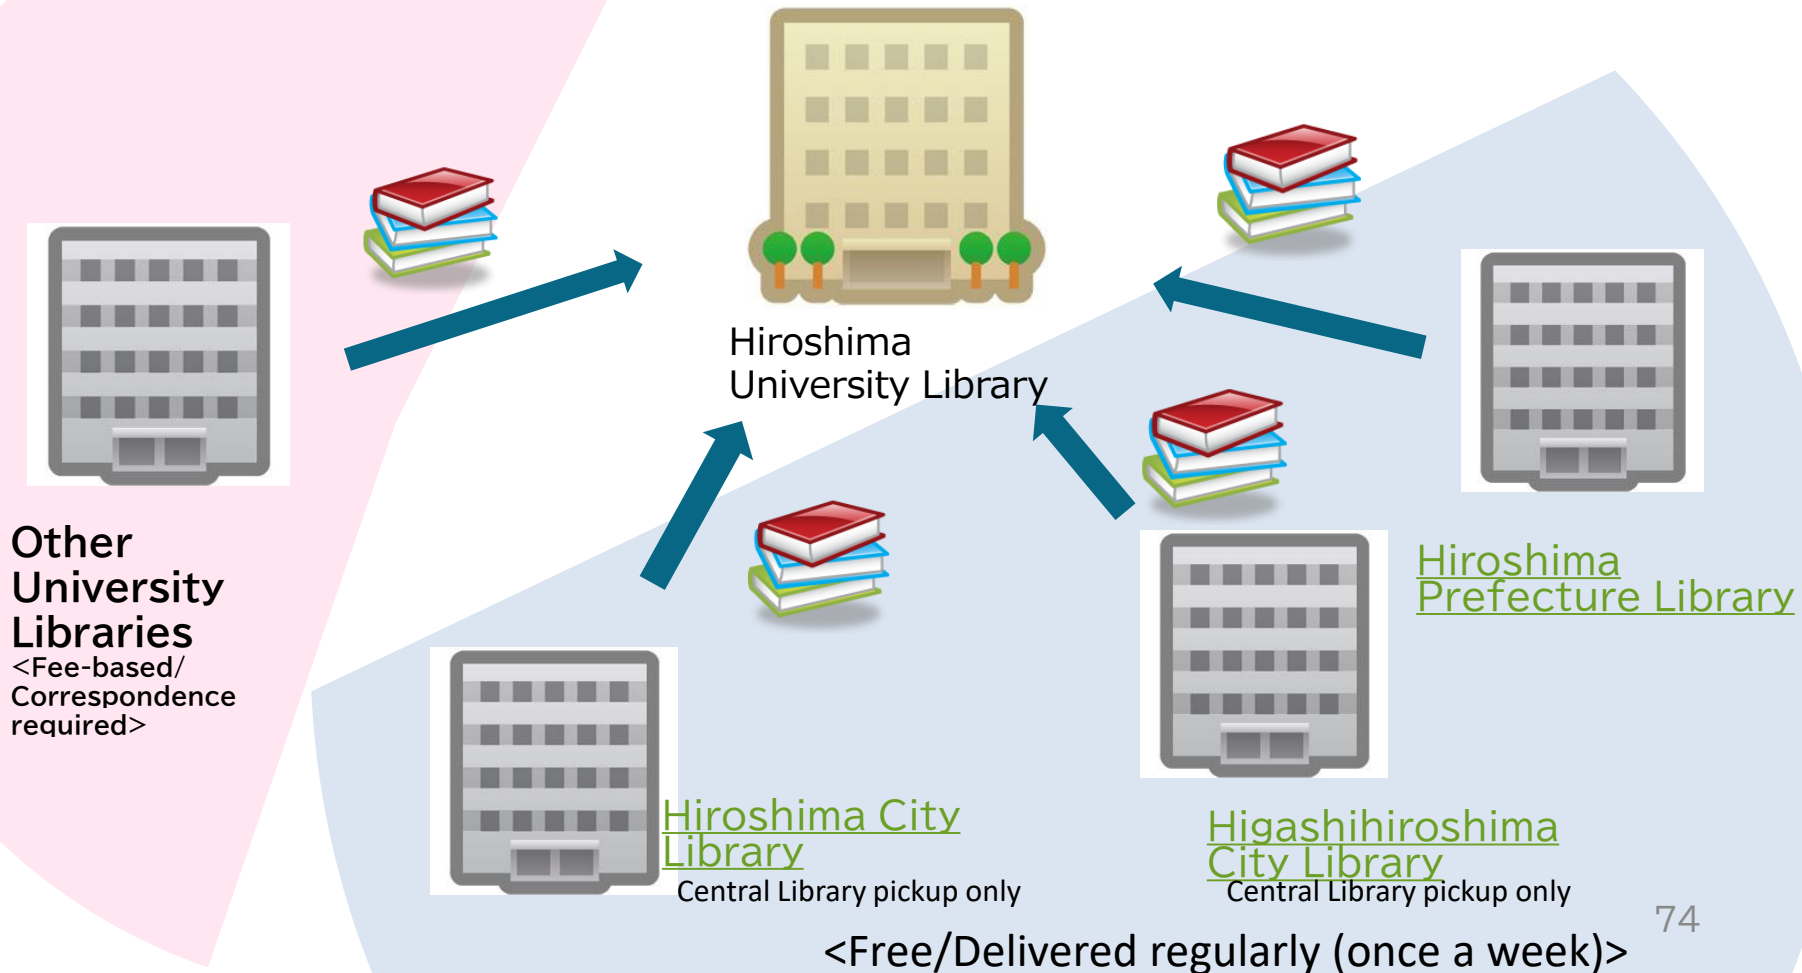 Hiroshima
University Library
Other
University
Libraries
<Fee-based/
Correspondence
required>
Hiroshima
Prefecture Library
Hiroshima City
Library
Central Library pickup only
Higashihiroshima
City Library
Central Library pickup only
<Free/Delivered regularly (once a week)>
74